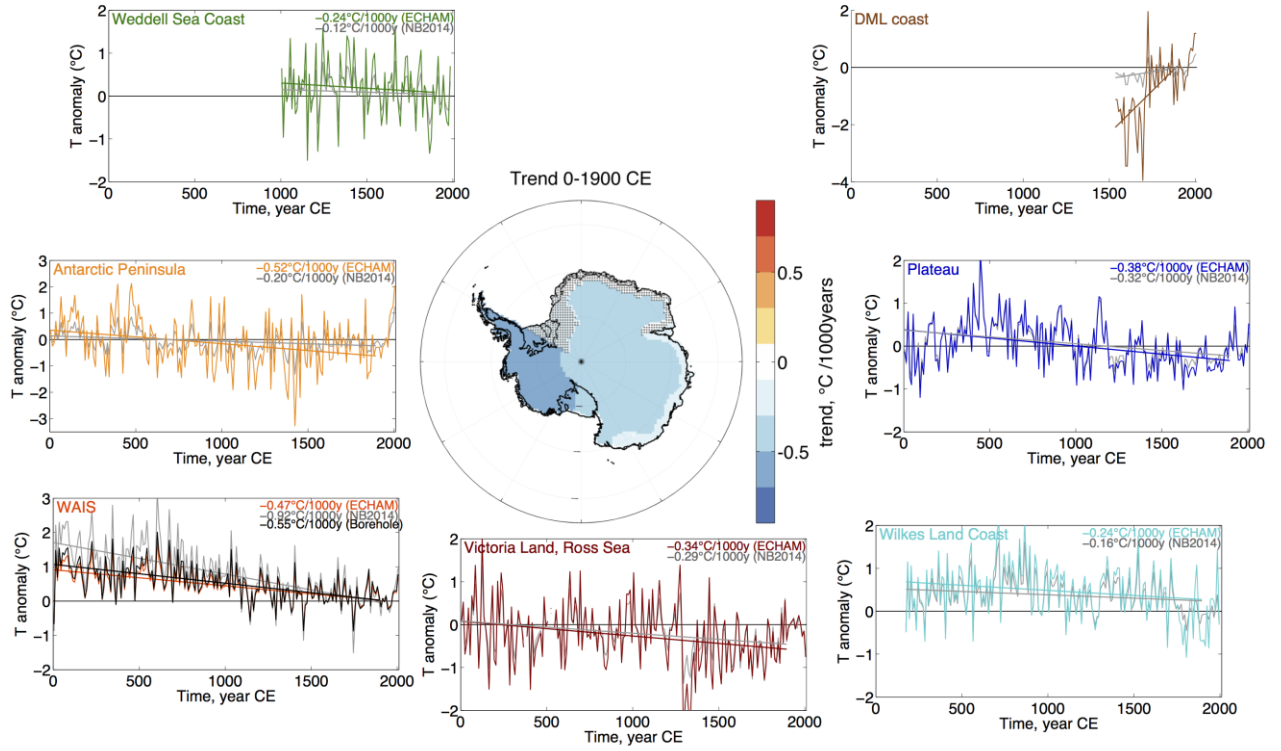 Weddell Sea Coast
−0.24°C/1000y (ECHAM)
−0.12°C/1000y (NB2014)
T anomaly (°C)
2
1
0
−1
−2
0 500 1000 1500 2000
Time, year CE
DML coast
T anomaly (°C)
2
0
−2
−4
0 500 1000 1500 2000
Time, year CE
Trend 0-1900 CE
0.5
0
-0.5
trend, °C /1000years
Antarctic Peninsula
−0.52°C/1000y (ECHAM)
−0.20°C/1000y (NB2014)
T anomaly (°C)
3
2
1
0
−1
−2
−3
0 500 1000 1500 2000
Time, year CE
Plateau
−0.38°C/1000y (ECHAM)
−0.32°C/1000y (NB2014)
T anomaly (°C)
2
1
0
−1
−2
0 500 1000 1500 2000
Time, year CE
WAIS
−0.47°C/1000y (ECHAM)
−0.92°C/1000y (NB2014)
−0.55°C/1000y (Borehole)
T anomaly (°C)
3
2
1
0
1
−2
0 500 1000 1500 2000
Time, year CE
Victoria Land, Ross Sea
−0.34°C/1000y (ECHAM)
−0.29°C/1000y (NB2014)
T anomaly (°C)
2
1
0
−1
−2
0 500 1000 1500 2000
Time, year CE
Wilkes Land Coast
−0.24°C/1000y (ECHAM)
−0.16°C/1000y (NB2014)
T anomaly (°C)
2
1
0
−1
−2
0 500 1000 1500 2000
Time, year CE